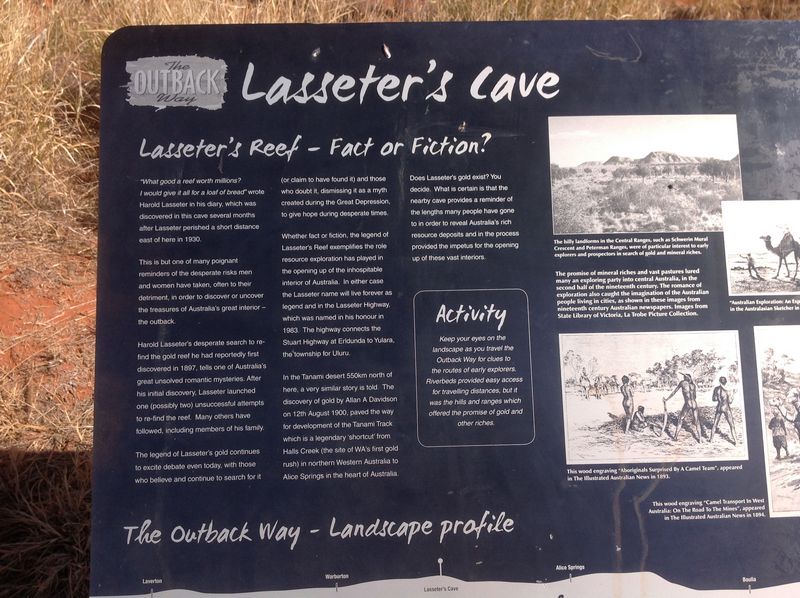 The
OUTBACK
Way
Lasseter's Cave
Lasseter's Reef – Fact or Fiction?
"What good a reef worth millions?
I would give it all for a loaf of bread" wrote
Harold Lasseter in his diary, which was
discovered in this cave several months
after Lasseter perished a short distance
east of here in 1930.
This is but one of many poignant
reminders of the desperate risks men
and women have taken, often to their
detriment, in order to discover or uncover
the treasures of Australia's great interior –
the outback.
Harold Lasseter's desperate search to re-
find the gold reef he had reportedly first
discovered in 1897, tells one of Australia's
great unsolved romantic mysteries. After
his initial discovery, Lasseter launched
one (possibly two) unsuccessful attempts
to re-find the reef. Many others have
followed, including members of his family.
The legend of Lasseter's gold continues
to excite debate even today, with those
who believe and continue to search for it
(or claim to have found it) and those
who doubt it, dismissing it as a myth
created during the Great Depression,
to give hope during desperate times.
Whether fact or fiction, the legend of
Lasseter's Reef exemplifies the role
resource exploration has played in
the opening up of the inhospitable
interior of Australia. In either case
the Lasseter name will live forever as
legend and in the Lasseter Highway,
which was named in his honour in
1983. The highway connects the
Stuart Highway at Erldunda to Yulara,
the township for Uluru.
In the Tanami desert 550km north of
here, a very similar story is told. The
discovery of gold by Allan A Davidson
on 12th August 1900, paved the way
for development of the Tanami Track
which is a legendary 'shortcut' from
Halls Creek (the site of WA's first gold
rush) in northern Western Australia to
Alice Springs in the heart of Australia.
Does Lasseter's gold exist? You
decide. What is certain is that the
nearby cave provides a reminder of
the lengths many people have gone
to in order to reveal Australia's rich
resource deposits and in the process
provided the impetus for the opening
up of these vast interiors.
Activity
Keep your eyes on the
landscape as you travel the
Outback Way for clues to
the routes of early explorers.
Riverbeds provided easy access
for travelling distances, but it
was the hills and ranges which
offered the promise of gold and
other riches.
The hilly landforms in the Central Ranges, such as Schwerin Mural
Crescent and Peterman Ranges, were of particular interest to early
explorers and prospectors in search of gold and mineral riches.
The promise of mineral riches and vast pastures lured
many an exploring party into central Australia, in the
second half of the nineteenth century. The romance of
exploration also caught the imagination of the Australian
people living in cities, as shown in these images from
nineteenth century Australian newspapers. Images from
State Library of Victoria, La Trobe Picture Collection.
"Australian Exploration: An Exp
in the Australasian Sketcher in
This wood engraving "Aboriginals Surprised By A Camel Team", appeared
in The Illustrated Australian News in 1893.
This wood engraving "Camel Transport In West
Australia: On The Road To The Mines", appeared
in The Illustrated Australian News in 1894.
The Outback Way – Landscape profile
Laverton
Warburton
Lasseter's Cave
Alice Springs
Boulia